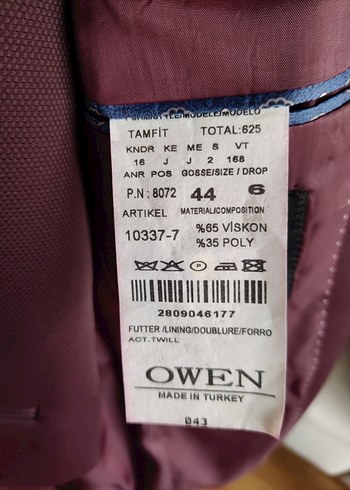 TAMFİT TOTAL:625
KNDR KE ME S VT
16 J J 2 168
ANR POS GOSSE/SIZE / DROP
P.N : 8072 44 6
ARTIKEL MATERIAL/COMPOSITION
10337-7 %65 VİSKON
%35 POLY
2809046177
FUTTER /LINING/DOUBLURE/FORRO
ACT.TWILL
OWEN
MADE IN TURKEY
043